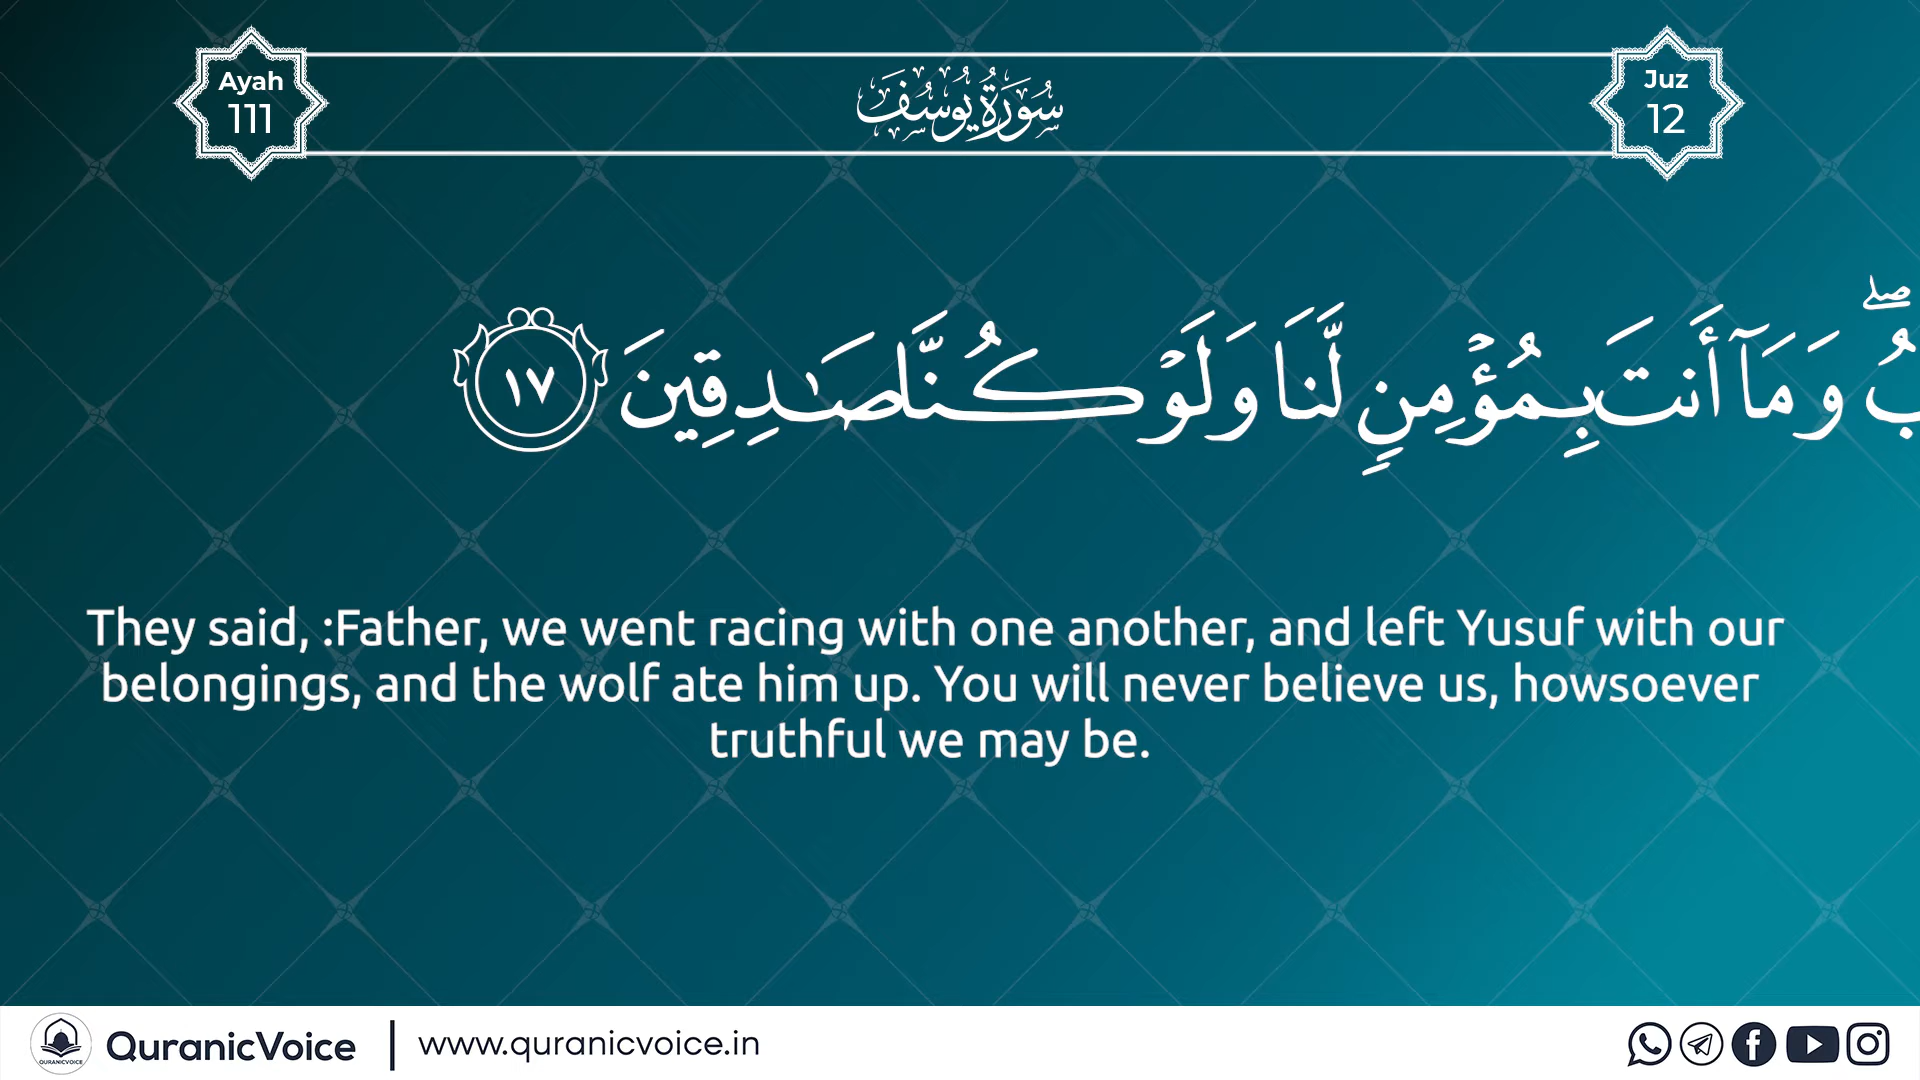 Ayah
111
سُورَةُ يُوسُفَ
Juz
12
وَمَآ أَنتَ بِمُؤْمِنٍ لَّنَا وَلَوْ كُنَّا صَـٰدِقِينَ ١٧
They said, :Father, we went racing with one another, and left Yusuf with our
belongings, and the wolf ate him up. You will never believe us, howsoever
truthful we may be.
QURANICVOICE
QuranicVoice
www.quranicvoice.in